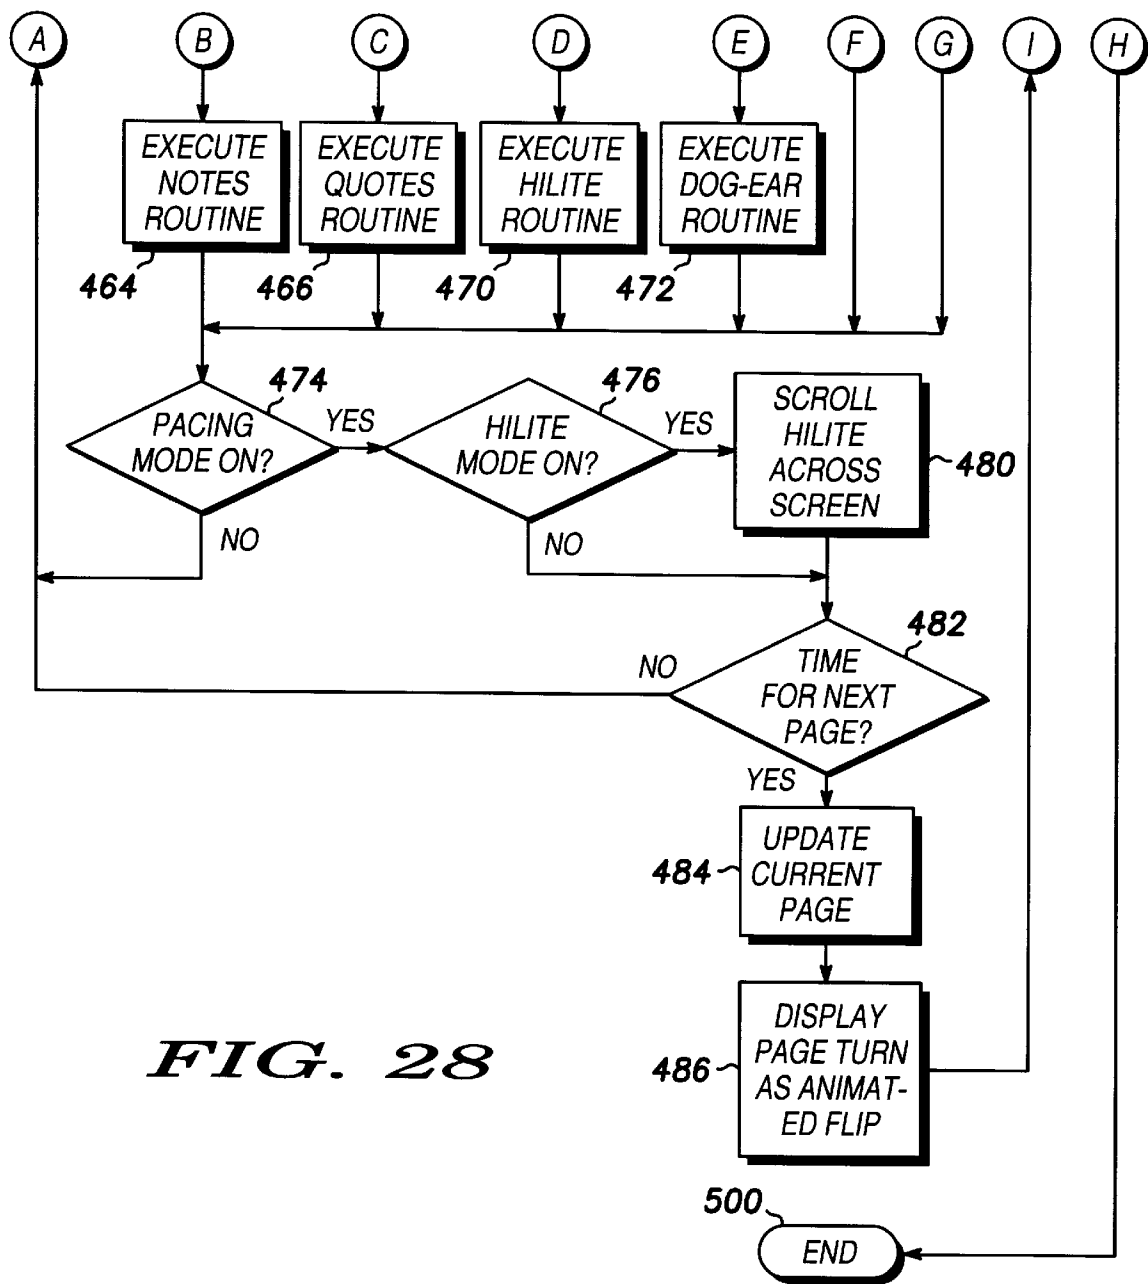 A
B
C
D
E
F
G
I
H
EXECUTE
NOTES
ROUTINE
EXECUTE
QUOTES
ROUTINE
EXECUTE
HILITE
ROUTINE
EXECUTE
DOG-EAR
ROUTINE
464
466
470
472
474
PACING
MODE ON?
YES
NO
476
HILITE
MODE ON?
YES
NO
SCROLL
HILITE
ACROSS
SCREEN
480
482
TIME
FOR NEXT
PAGE?
NO
YES
484
UPDATE
CURRENT
PAGE
486
DISPLAY
PAGE TURN
AS ANIMAT-
ED FLIP
FIG. 28
500
END